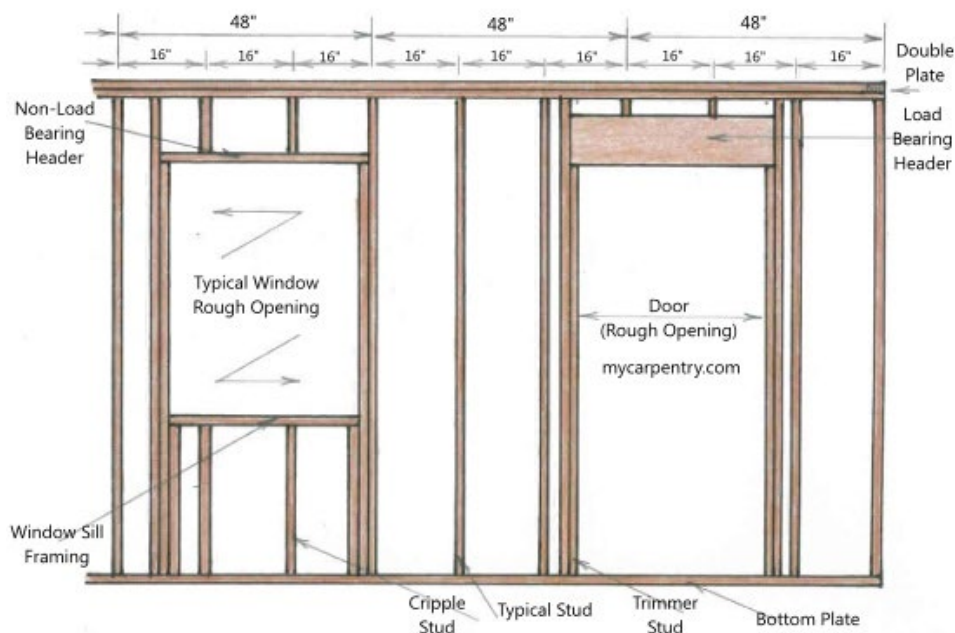 48"
48"
48"
16"
16"
16"
16"
16"
16"
16"
16"
16"
Double
Plate
Non-Load
Bearing
Header
Load
Bearing
Header
Typical Window
Rough Opening
Door
(Rough Opening)
mycarpentry.com
Window Sill
Framing
Cripple
Stud
Typical Stud
Trimmer
Stud
Bottom Plate